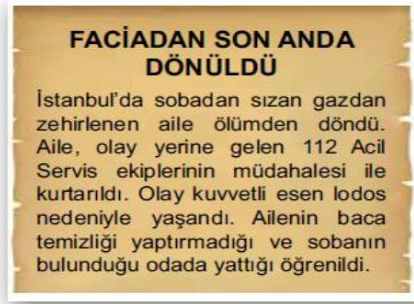 FACİADAN SON ANDA
DÖNÜLDÜ
İstanbul'da sobadan sızan gazdan
zehirlenen aile ölümden döndü.
Aile, olay yerine gelen 112 Acil
Servis ekiplerinin müdahalesi ile
kurtarıldı. Olay kuvvetli esen lodos
nedeniyle yaşandı. Ailenin baca
temizliği yaptırmadığı ve sobanın
bulunduğu odada yattığı öğrenildi.